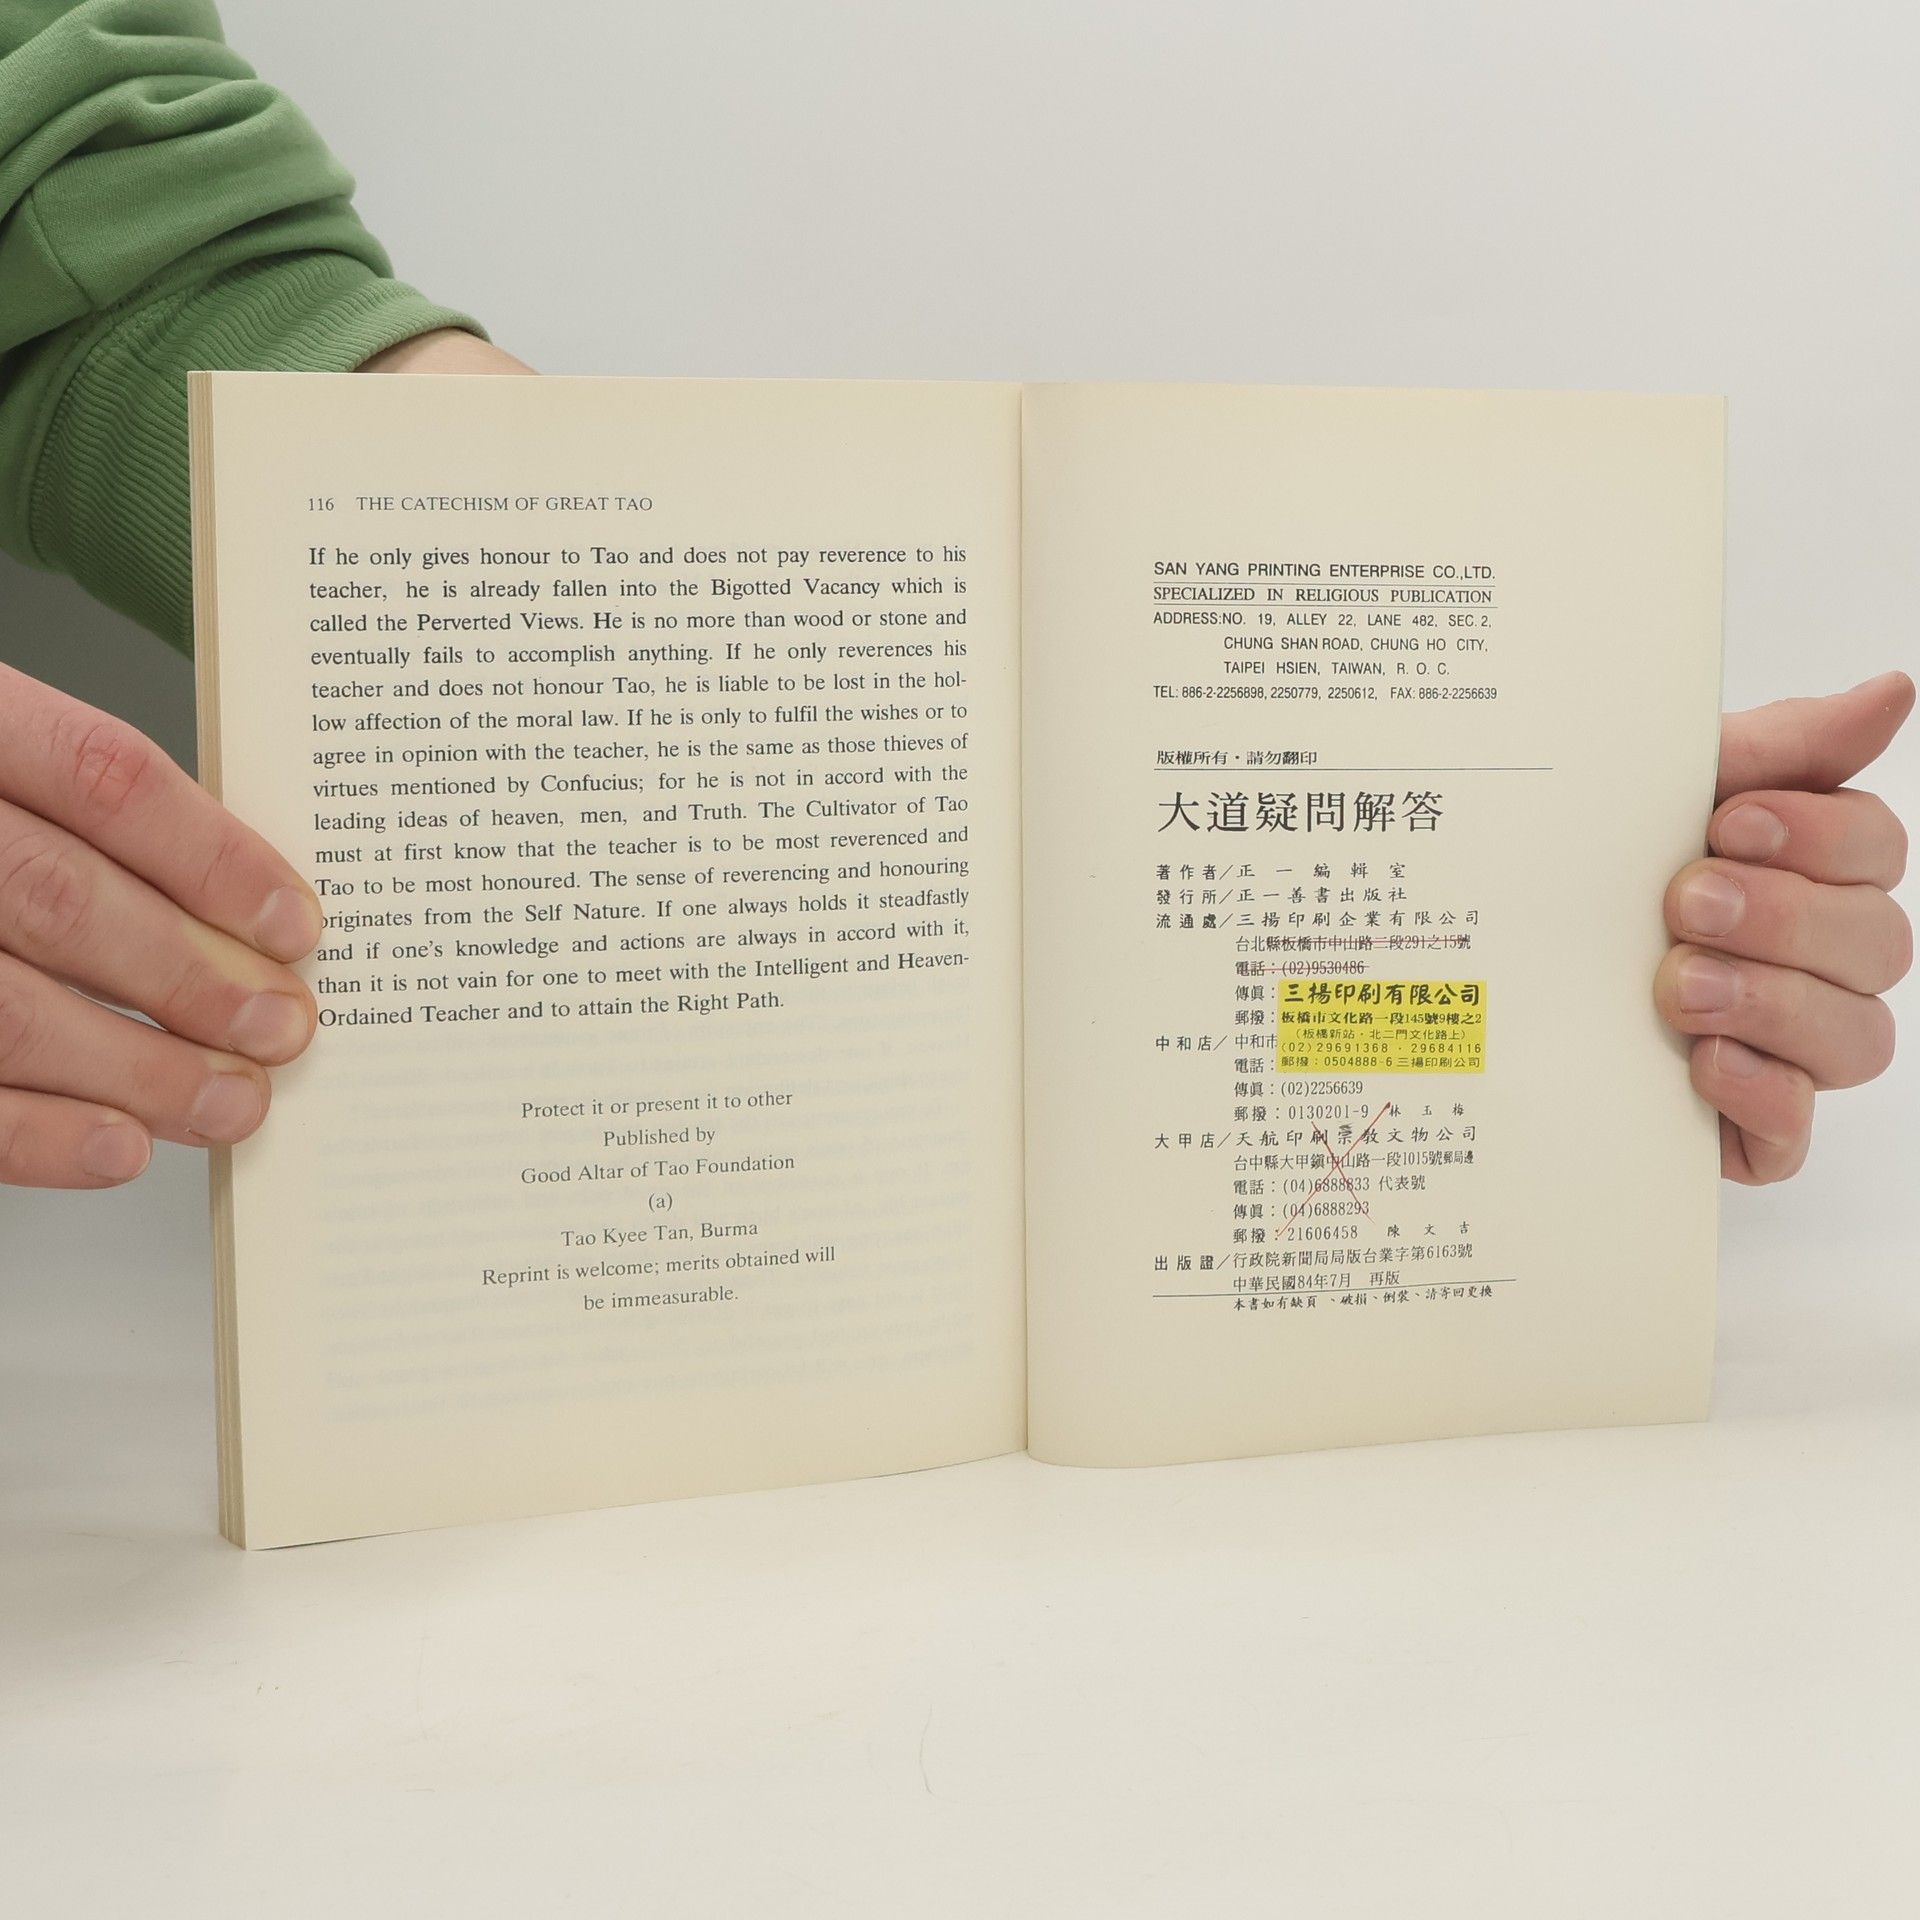 116 THE CATECHISM OF GREAT TAO
If he only gives honour to Tao and does not pay reverence to his
teacher, he is already fallen into the Bigotted Vacancy which is
called the Perverted Views. He is no more than wood or stone and
eventually fails to accomplish anything. If he only reverences his
teacher and does not honour Tao, he is liable to be lost in the hol-
low affection of the moral law. If he is only to fulfil the wishes or to
agree in opinion with the teacher, he is the same as those thieves of
virtues mentioned by Confucius; for he is not in accord with the
leading ideas of heaven, men, and Truth. The Cultivator of Tao
must at first know that the teacher is to be most reverenced and
Tao to be most honoured. The sense of reverencing and honouring
originates from the Self Nature. If one always holds it steadfastly
and if one's knowledge and actions are always in accord with it,
than it is not vain for one to meet with the Intelligent and Heaven-
Ordained Teacher and to attain the Right Path.
Protect it or present it to other
Published by
Good Altar of Tao Foundation
(a)
Tao Kyee Tan, Burma
Reprint is welcome; merits obtained will
be immeasurable.
SAN YANG PRINTING ENTERPRISE CO.,LTD.
SPECIALIZED IN RELIGIOUS PUBLICATION
ADDRESS:NO. 19, ALLEY 22, LANE 482, SEC. 2,
CHUNG SHAN ROAD, CHUNG HO CITY,
TAIPEI HSIEN, TAIWAN, R. O. C.
TEL: 886-2-2256898, 2250779, 2250612, FAX: 886-2-2256639
版權所有・請勿翻印
大道疑問解答
著作者/正一編輯室
發行所/正一善書出版社
流通處/三揚印刷企業有限公司
台北縣板橋市中山路二段291之15號
電話：(02)9530486
傳眞：
郵撥：
三揚印刷有限公司
板橋市文化路一段145號9樓之2
(板橋新站・北二門文化路上)
(02)29691368・29684116
郵撥：0504888-6三揚印刷公司
中和店/中和市
電話：
傳眞：(02)2256639
郵撥：0130201-9 林玉梅
大甲店/天航印刷宗教文物公司
台中縣大甲鎭中山路一段1015號郵局邊
電話：(04)6888833 代表號
傳眞：(04)6888293
郵撥：21606458 陳文吉
出版證/行政院新聞局局版台業字第6163號
中華民國84年7月 再版
本書如有缺頁、破損、倒裝、請寄回更換